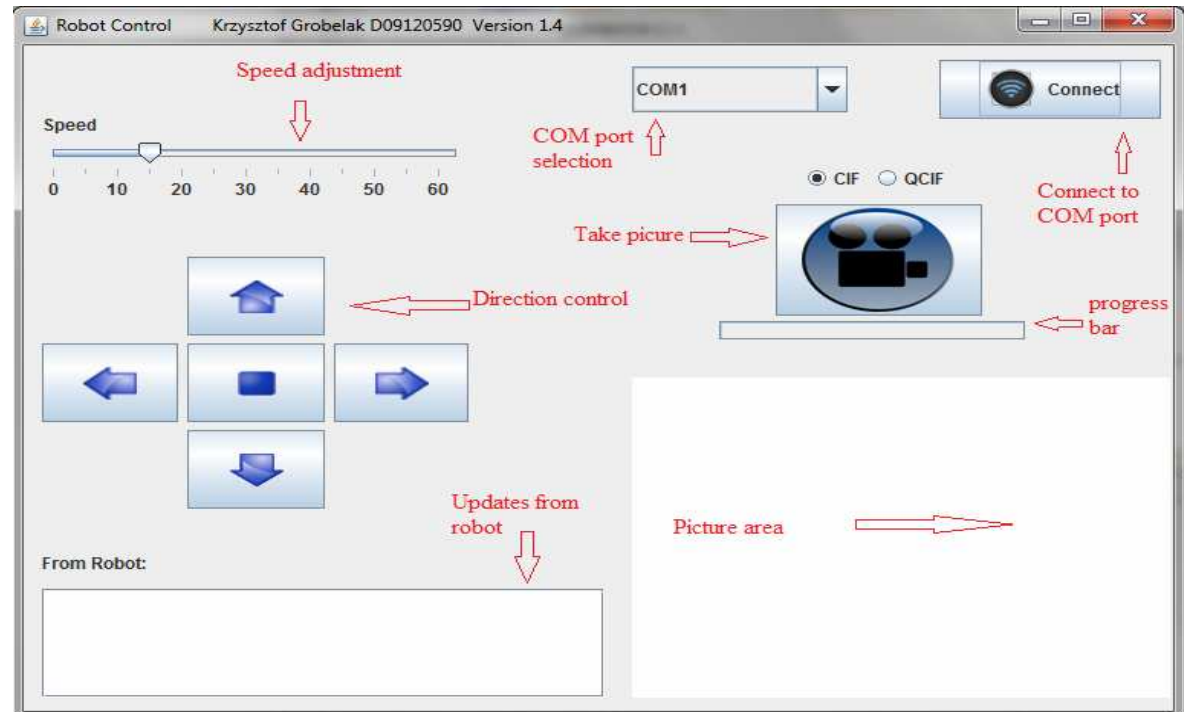 Robot Control Krzysztof Grobelak D09120590 Version 1.4
Speed adjustment
COM1
Connect
Speed
COM port
selection
0 10 20 30 40 50 60
CIF QCIF
Connect to
COM port
Take picure
Direction control
progress
bar
Updates from
robot
Picture area
From Robot: